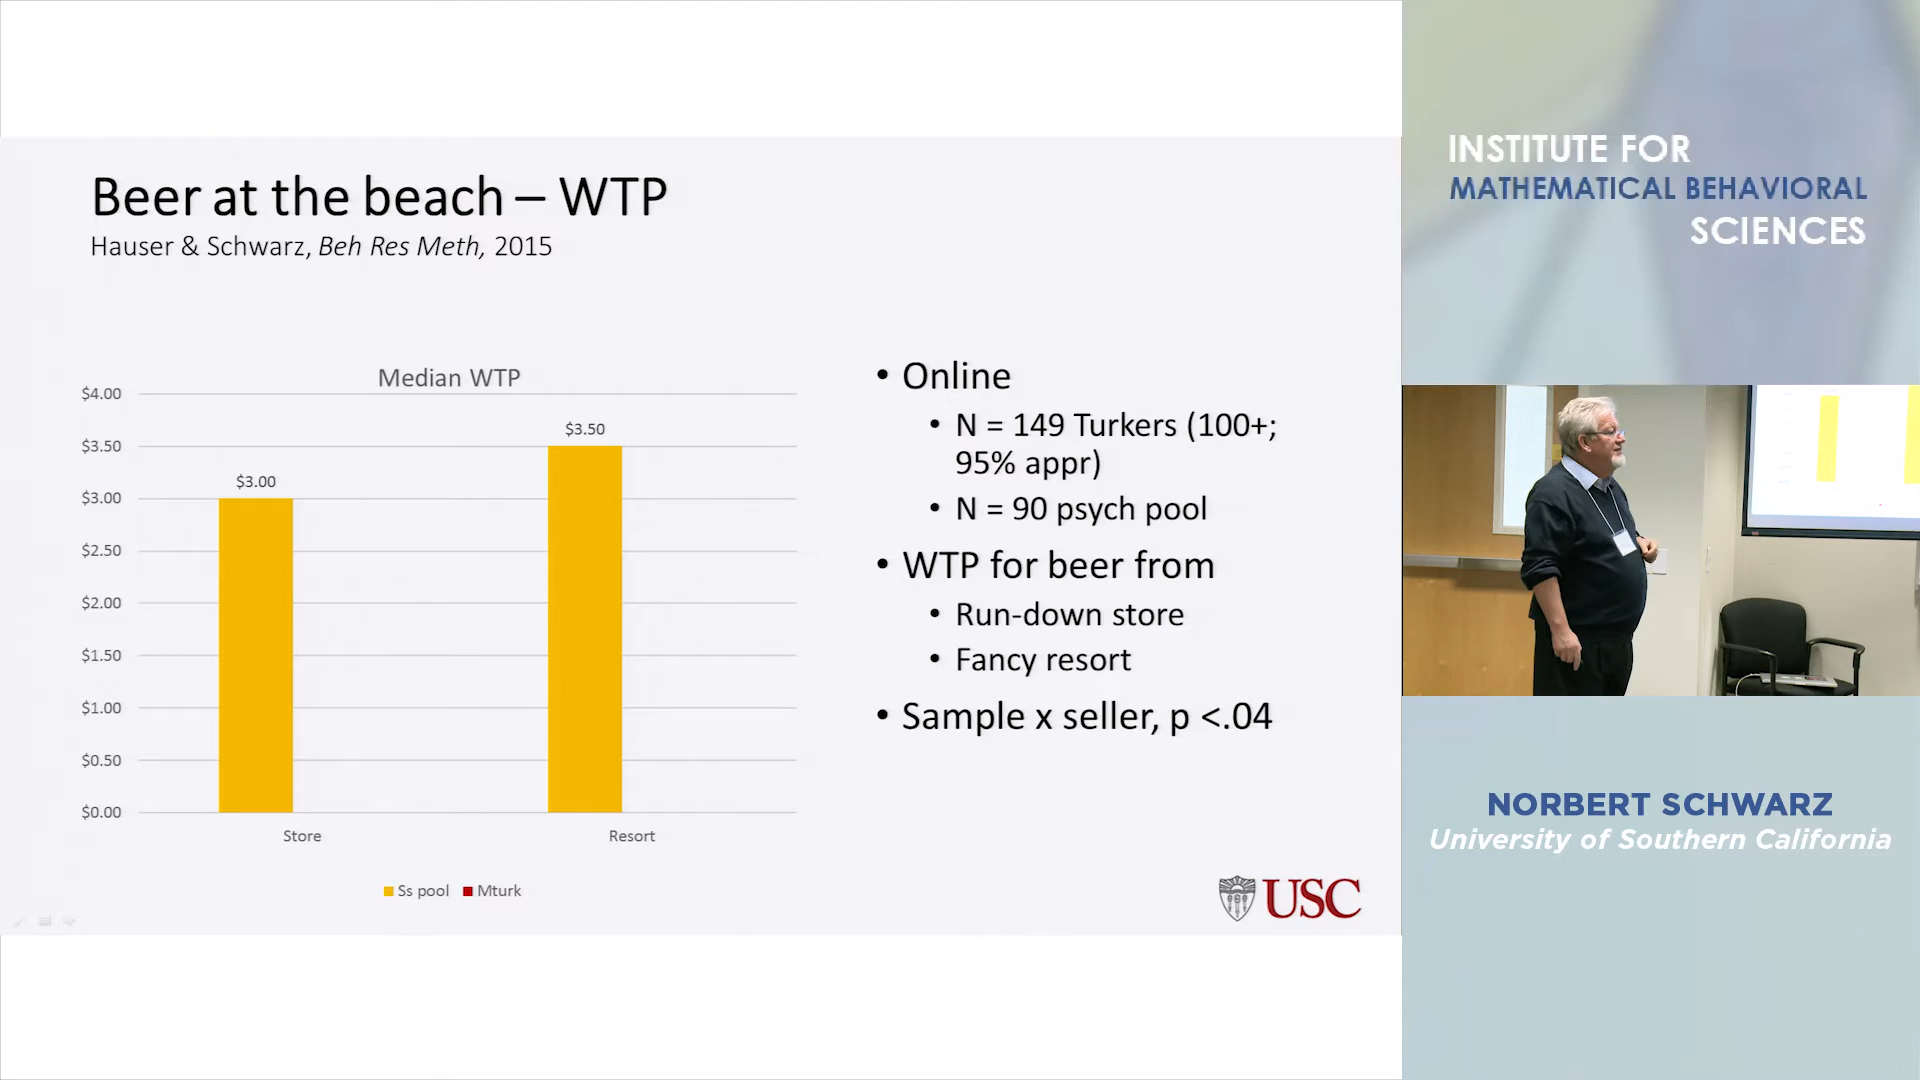 Beer at the beach – WTP
Hauser & Schwarz, Beh Res Meth, 2015
Median WTP
$4.00
$3.50
$3.00
$2.50
$2.00
$1.50
$1.00
$0.50
$0.00
$3.00
$3.50
Store
Resort
Ss pool
Mturk
• Online
• N = 149 Turkers (100+;
95% appr)
• N = 90 psych pool
• WTP for beer from
• Run-down store
• Fancy resort
• Sample x seller, p <.04
USC
INSTITUTE FOR
MATHEMATICAL BEHAVIORAL
SCIENCES
NORBERT SCHWARZ
University of Southern California